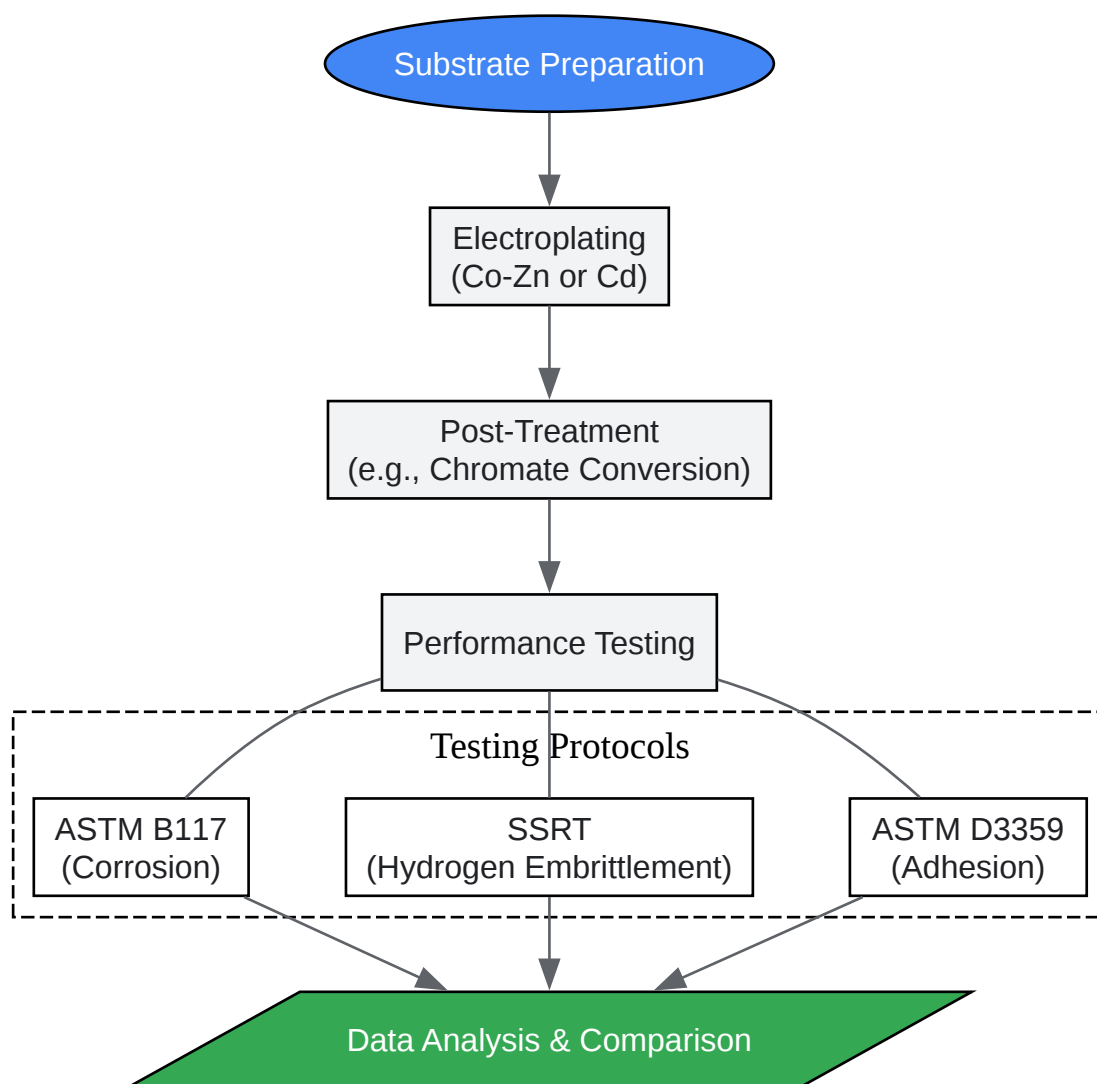 Substrate Preparation
Electroplating
(Co-Zn or Cd)
Post-Treatment
(e.g., Chromate Conversion)
Performance Testing
Testing Protocols
ASTM B117
(Corrosion)
SSRT
(Hydrogen Embrittlement)
ASTM D3359
(Adhesion)
Data Analysis & Comparison